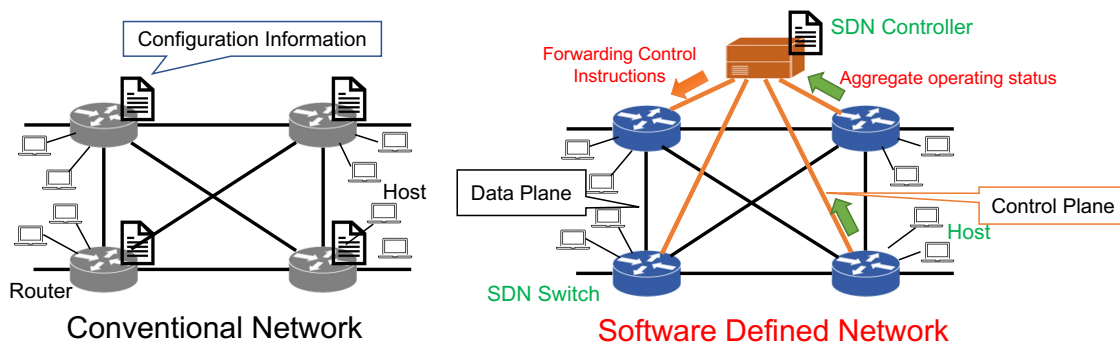 Configuration Information
Host
Router
Conventional Network
SDN Controller
Forwarding Control
Instructions
Aggregate operating status
Data Plane
Control Plane
Host
SDN Switch
Software Defined Network